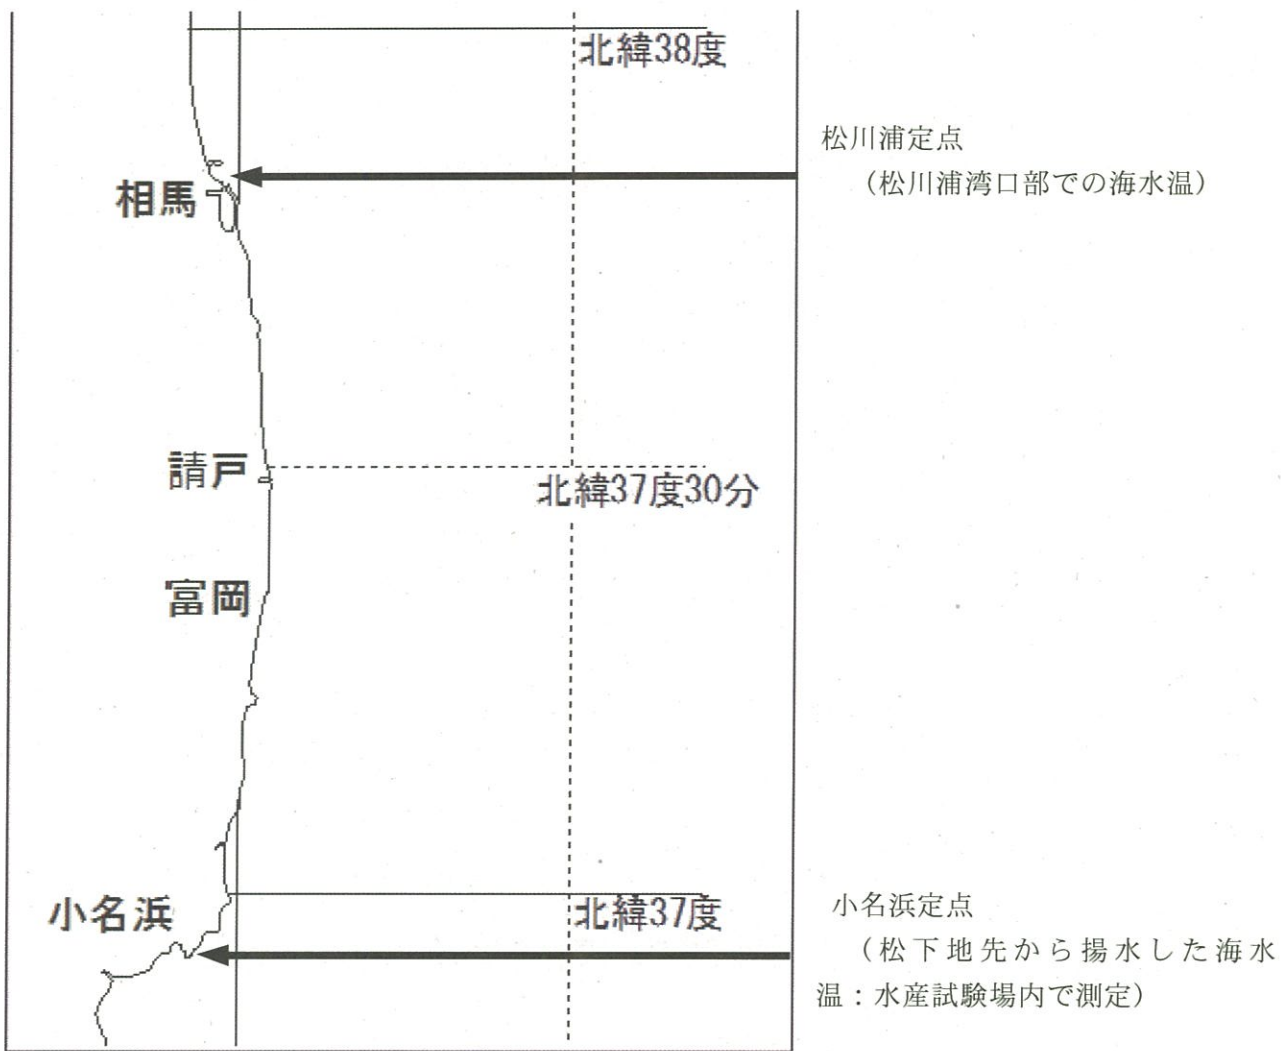 北緯38度
松川浦定点
（松川浦湾口部での海水温）
相馬
請戸
北緯37度30分
富岡
小名浜
北緯37度
小名浜定点
（松下地先から揚水した海水
温：水産試験場内で測定）